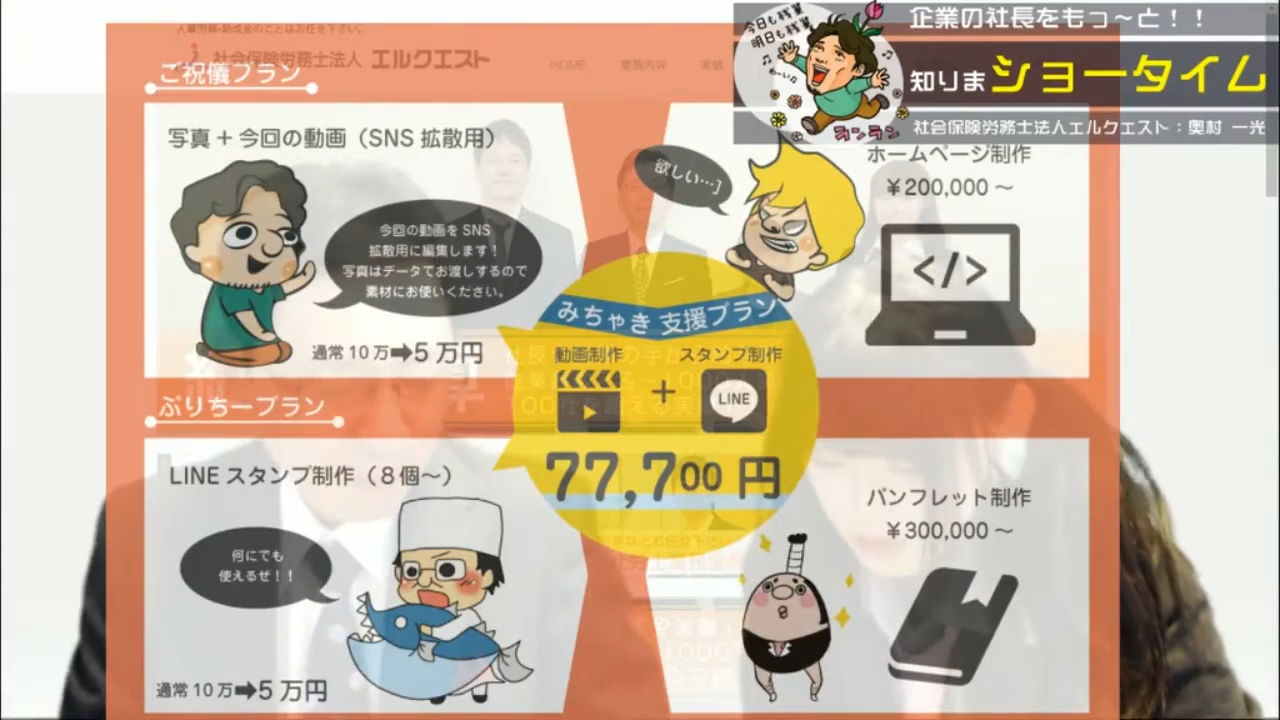 人事労務・助成金のことはお任せ下さい。
社会保険労務士法人 エルクエスト
HOME 業務内容 実績
今日も残業
明日も残業
ランラン
企業の社長をもっ～と！！
知りまショータイム
社会保険労務士法人エルクエスト：奥村 一光
ご祝儀プラン
写真＋今回の動画（SNS 拡散用）
今回の動画を SNS
拡散用に編集します！
写真はデータでお渡しするので
素材にお使いください。
通常 10 万➡5 万円
欲しい…]
ホームページ制作
￥200,000～
</>
みちゃき 支援プラン
動画制作 スタンプ制作
＋
LINE
77,700 円
ぷりちープラン
LINE スタンプ制作（８個～）
何にでも
使えるぜ！！
通常 10 万➡5 万円
パンフレット制作
￥300,000～